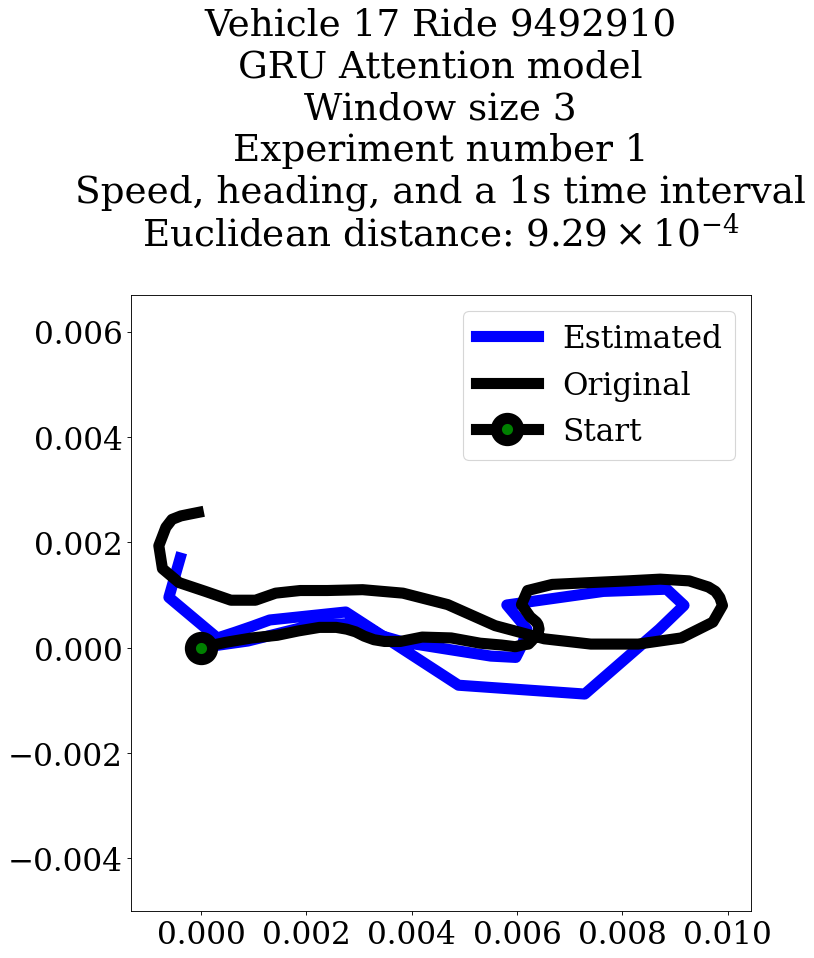 Vehicle 17 Ride 9492910
GRU Attention model
Window size 3
Experiment number 1
Speed, heading, and a 1s time interval
Euclidean distance: 9.29 × 10⁻⁴
Estimated
Original
Start
0.006
0.004
0.002
0.000
−0.002
−0.004
0.000 0.002 0.004 0.006 0.008 0.010